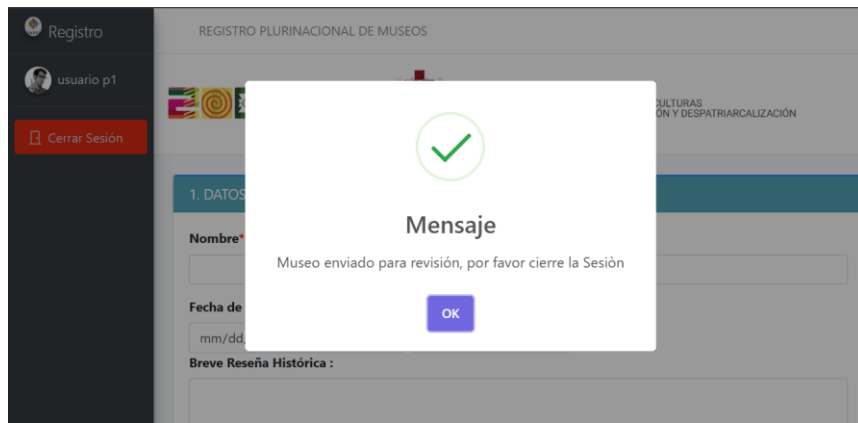 Registro
REGISTRO PLURINACIONAL DE MUSEOS
usuario p1
Cerrar Sesión
CULTURAS
ÓN Y DESPATRIARCALIZACIÓN
1. DATOS
Nombre*
Fecha de
mm/dd/
Breve Reseña Histórica :
Mensaje
Museo enviado para revisión, por favor cierre la Sesiòn
OK